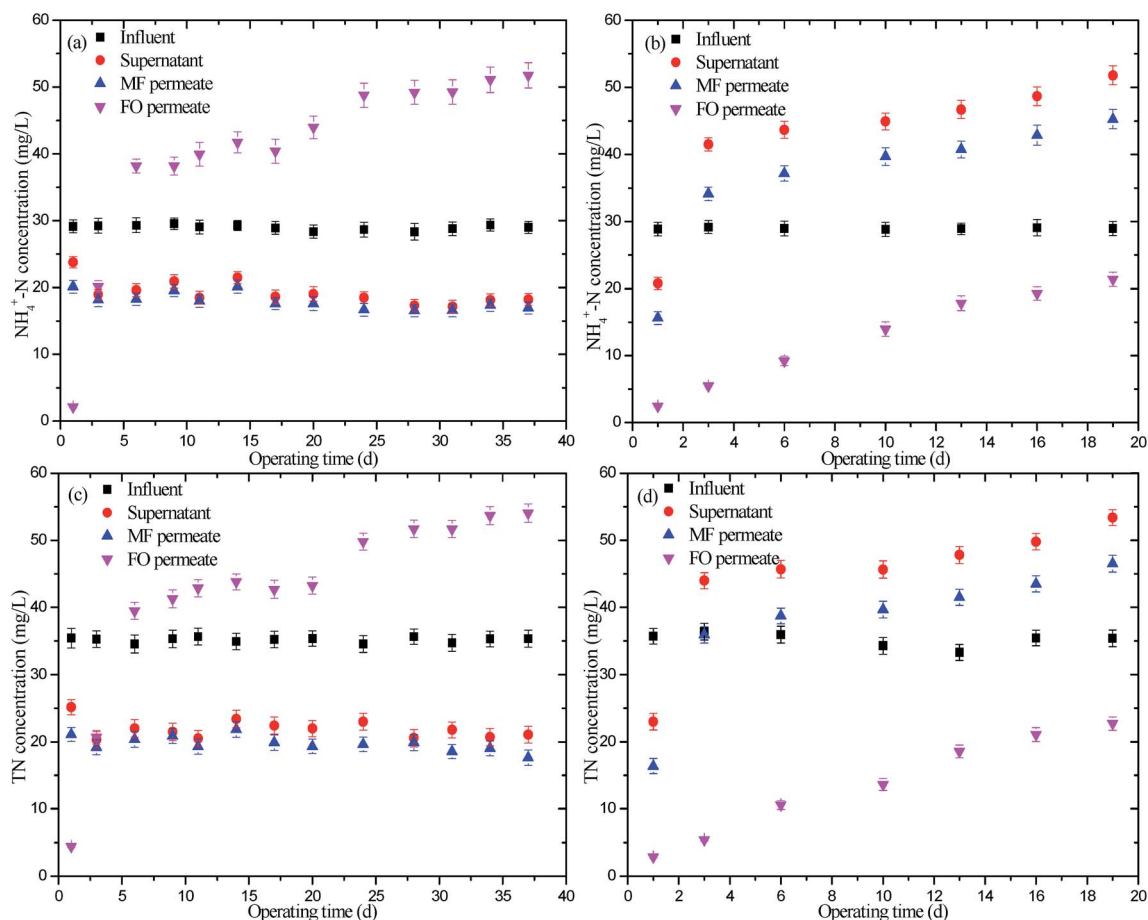 (a)
Influent
Supernatant
MF permeate
FO permeate
NH4+-N concentration (mg/L)
60
50
40
30
20
10
0
0 5 10 15 20 25 30 35 40
Operating time (d)
(b)
Influent
Supernatant
MF permeate
FO permeate
NH4+-N concentration (mg/L)
60
50
40
30
20
10
0
0 2 4 6 8 10 12 14 16 18 20
Operating time (d)
(c)
Influent
Supernatant
MF permeate
FO permeate
TN concentration (mg/L)
60
50
40
30
20
10
0
0 5 10 15 20 25 30 35 40
Operating time (d)
(d)
Influent
Supernatant
MF permeate
FO permeate
TN concentration (mg/L)
60
50
40
30
20
10
0
0 2 4 6 8 10 12 14 16 18 20
Operating time (d)